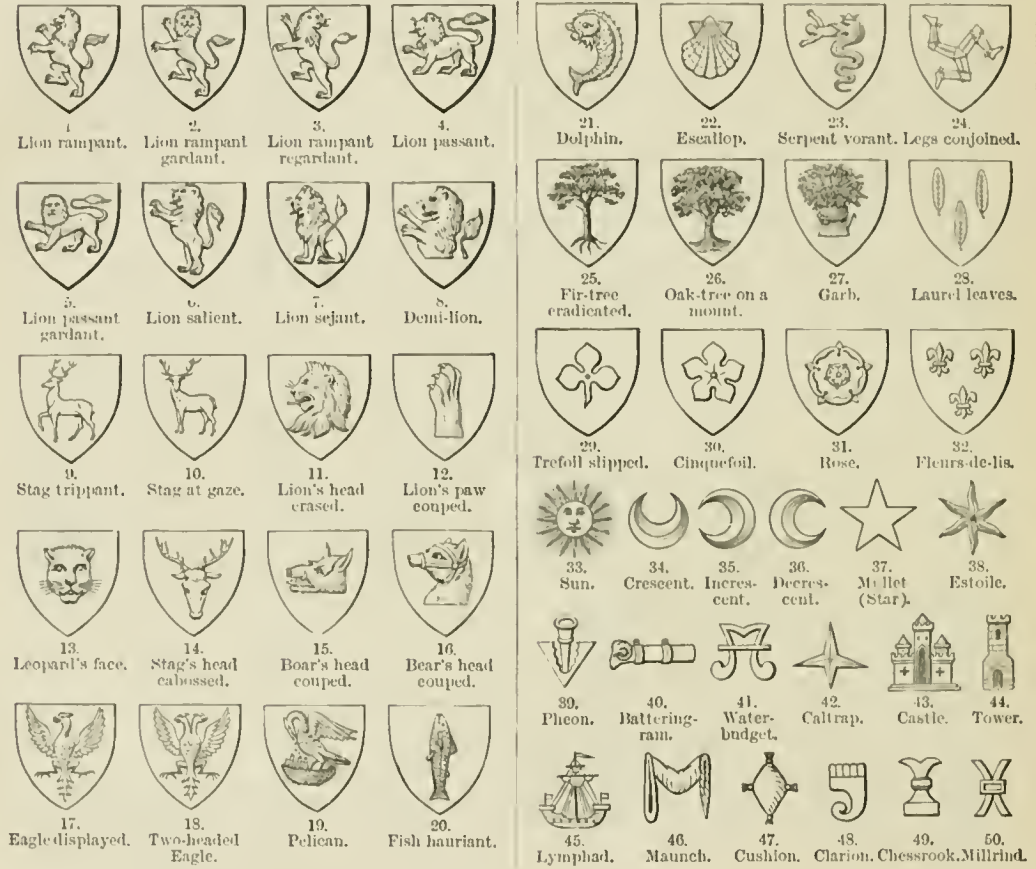 1
Lion rampant.
2.
Lion rampant
gardant.
3.
Lion rampant
regardant.
4.
Lion passant.
5.
Lion passant
gardant.
6.
Lion salient.
7.
Lion sejant.
8.
Demi-lion.
9.
Stag trippant.
10.
Stag at gaze.
11.
Lion's head
erased.
12.
Lion's paw
couped.
13.
Leopard's face.
14.
Stag's head
cabossed.
15.
Boar's head
couped.
16.
Bear's head
couped.
17.
Eagle displayed.
18.
Two-headed
Eagle.
19.
Pelican.
20.
Fish hauriant.
21.
Dolphin.
22.
Escallop.
23.
Serpent vorant.
24.
Legs conjoined.
25.
Fir-tree
eradicated.
26.
Oak-tree on a
mount.
27.
Garb.
28.
Laurel leaves.
29.
Trefoil slipped.
30.
Cinquefoil.
31.
Rose.
32.
Fleurs-de-lis.
33.
Sun.
34.
Crescent.
35.
Incres-
cent.
36.
Decres-
cent.
37.
Mullet
(Star).
38.
Estoile.
39.
Pheon.
40.
Battering-
ram.
41.
Water-
budget.
42.
Caltrap.
43.
Castle.
44.
Tower.
45.
Lymphad.
46.
Maunch.
47.
Cushion.
48.
Clarion.
49.
Chessrook.
50.
Millrind.